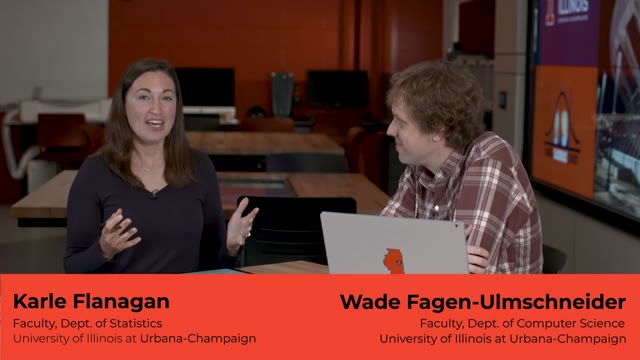 ILLINOIS
Karle Flanagan
Faculty, Dept. of Statistics
University of Illinois at Urbana-Champaign
Wade Fagen-Ulmschneider
Faculty, Dept. of Computer Science
University of Illinois at Urbana-Champaign